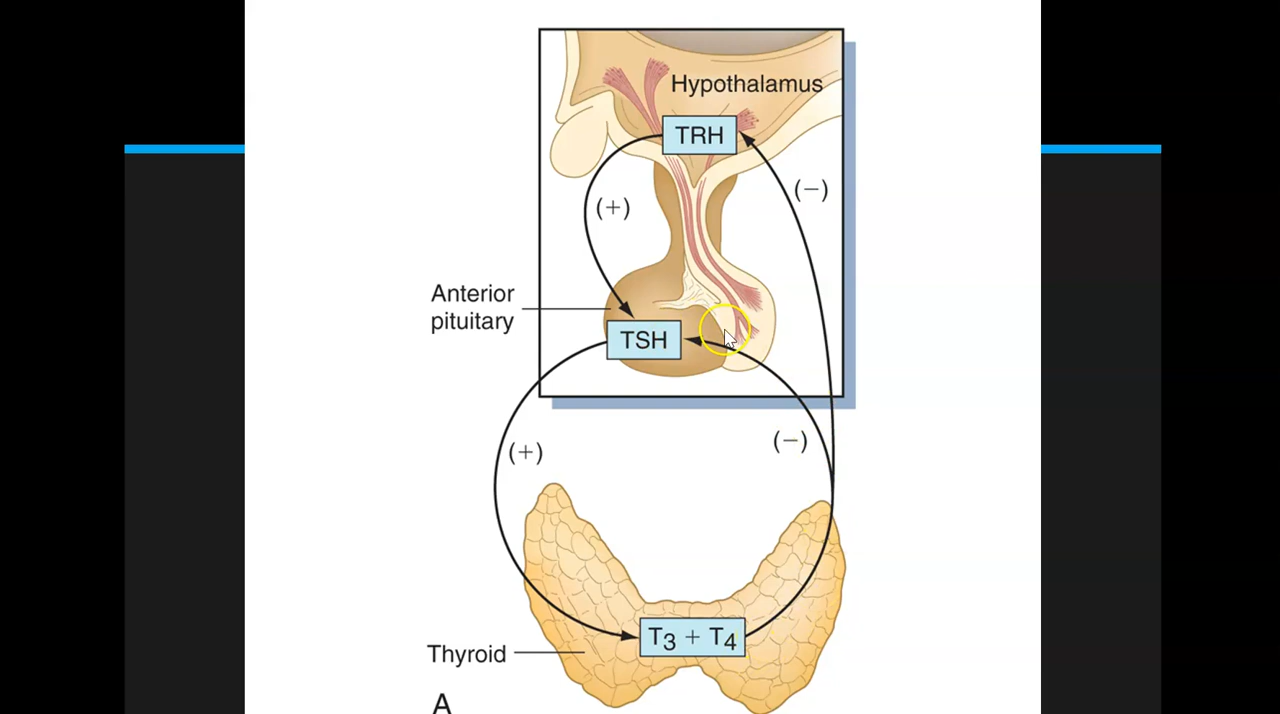 Hypothalamus
TRH
(−)
(+)
Anterior
pituitary
TSH
(−)
(+)
T₃ + T₄
Thyroid
A